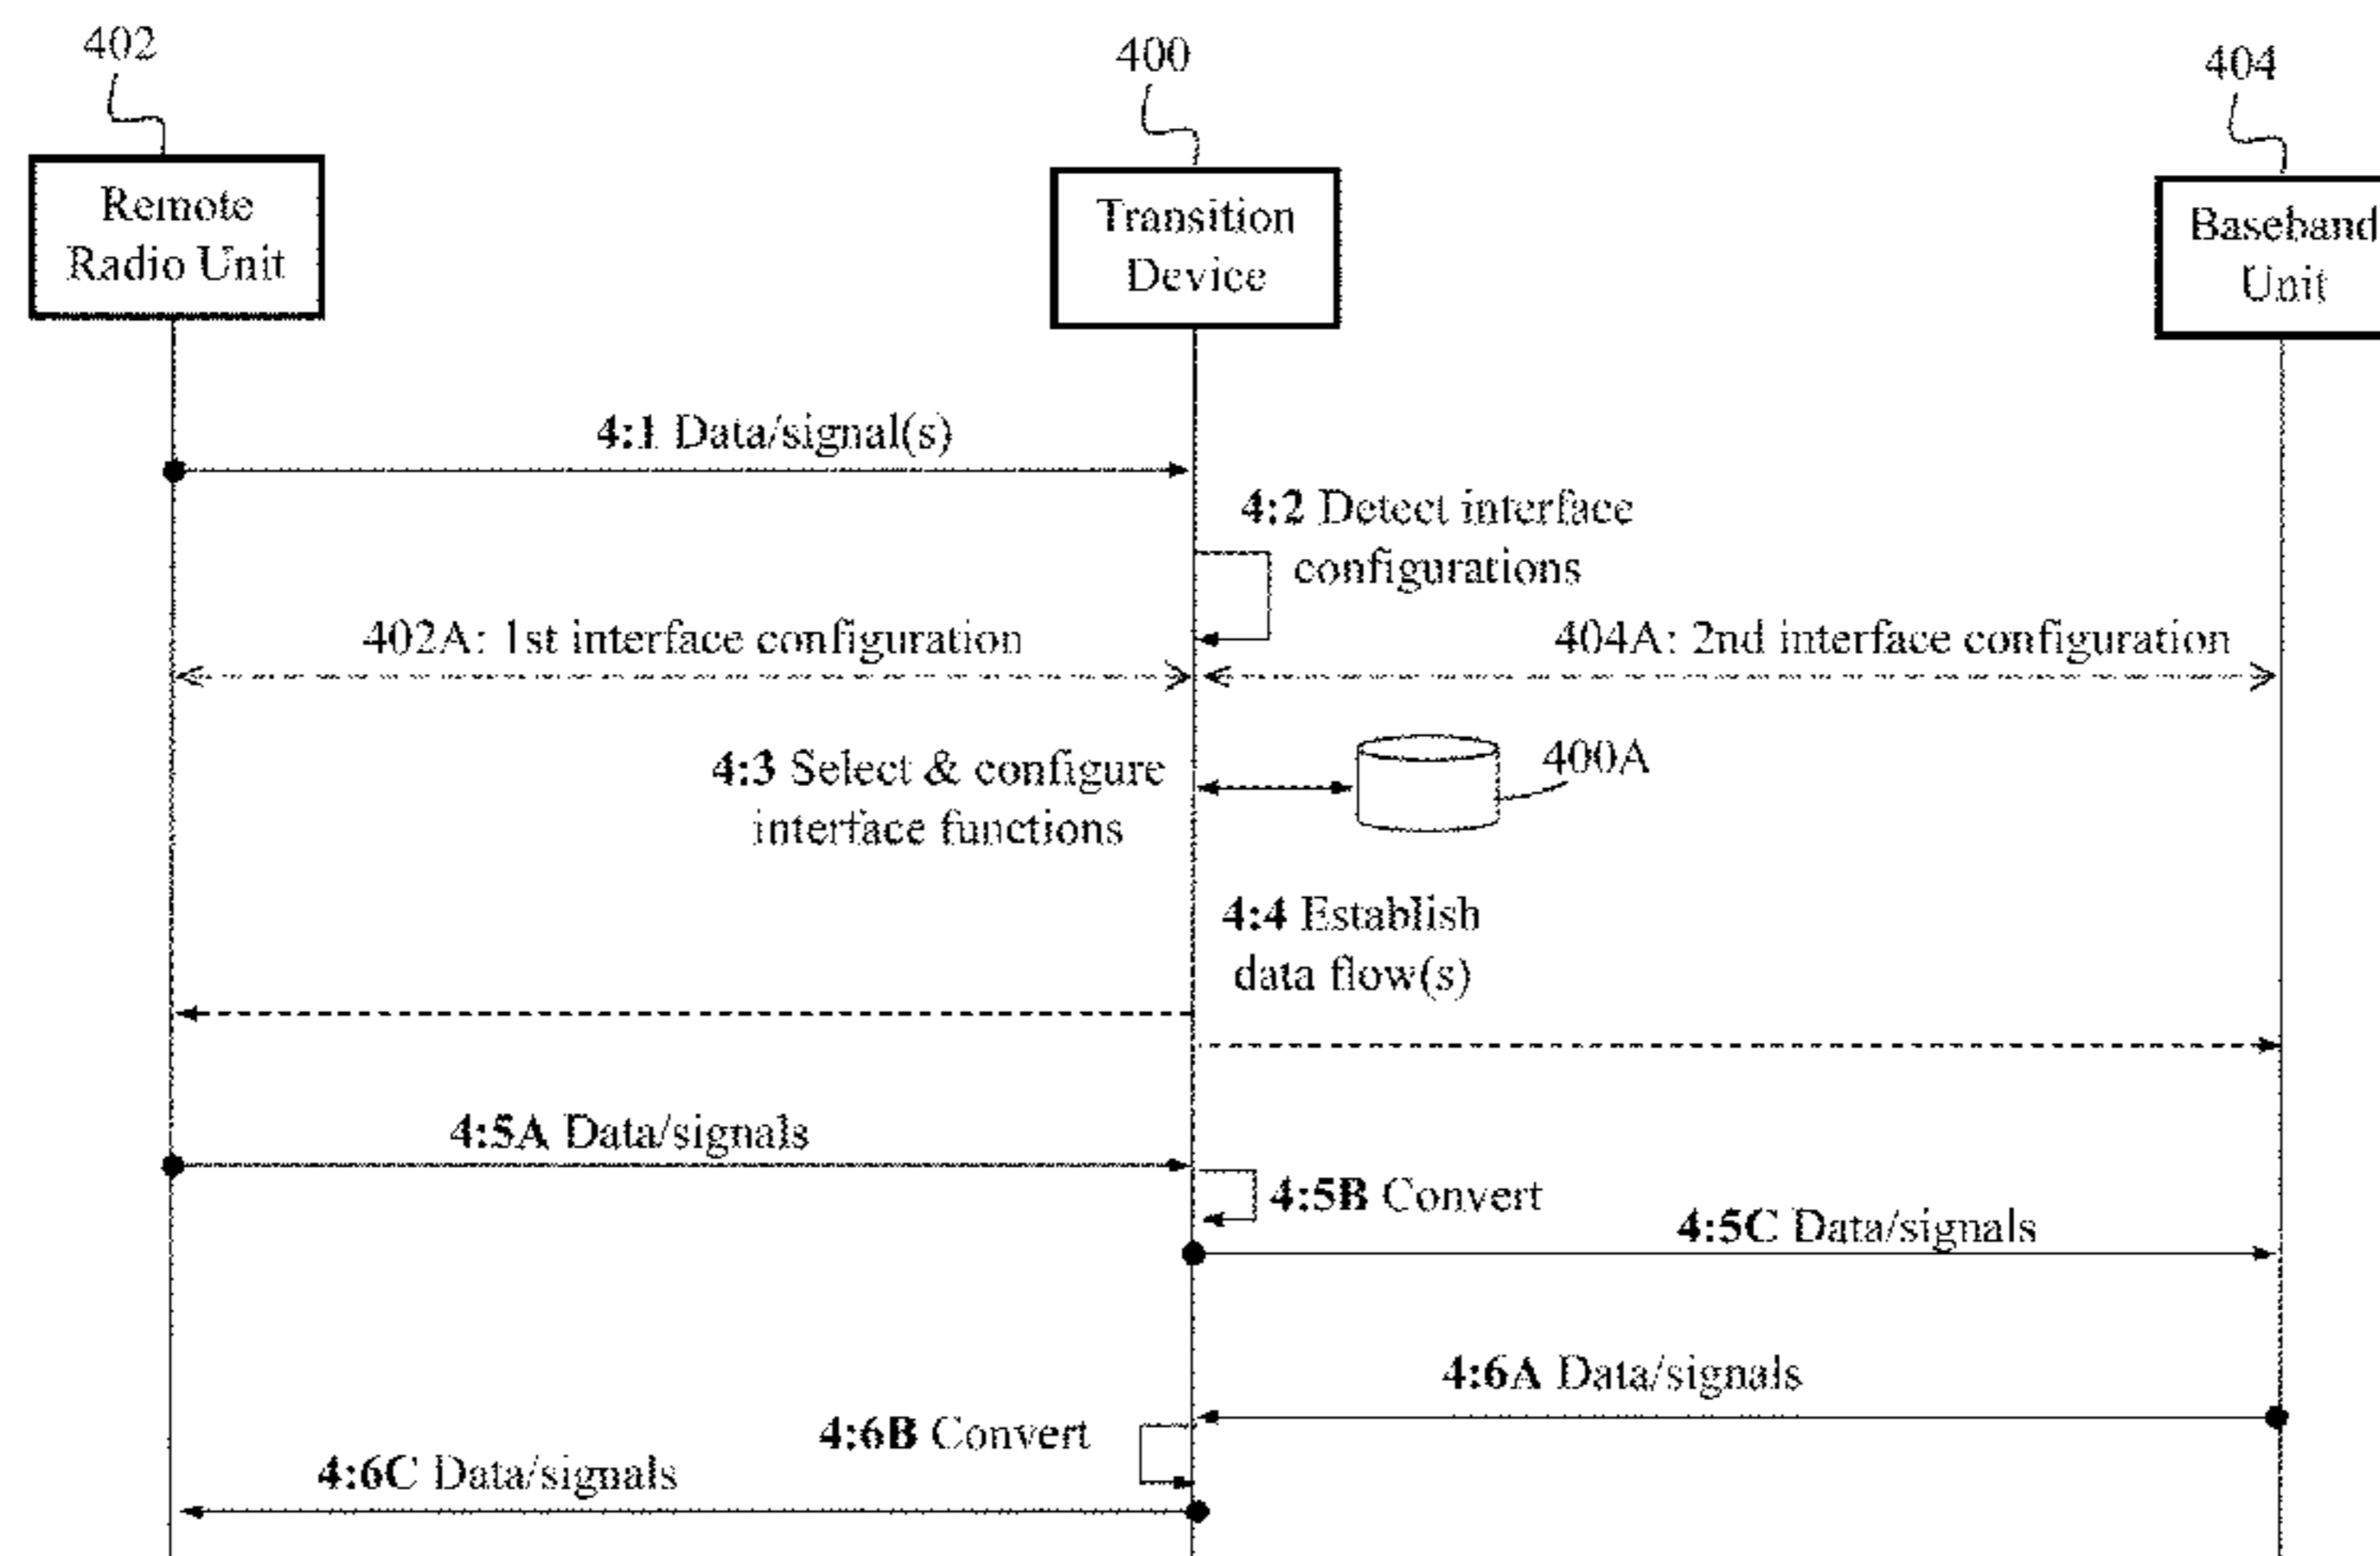 402
400
404
Remote
Radio Unit
Transition
Device
Baseband
Unit
4:1 Data/signal(s)
4:2 Detect interface
configurations
402A: 1st interface configuration
404A: 2nd interface configuration
4:3 Select & configure
interface functions
400A
4:4 Establish
data flow(s)
4:5A Data/signals
4:5B Convert
4:5C Data/signals
4:6A Data/signals
4:6B Convert
4:6C Data/signals